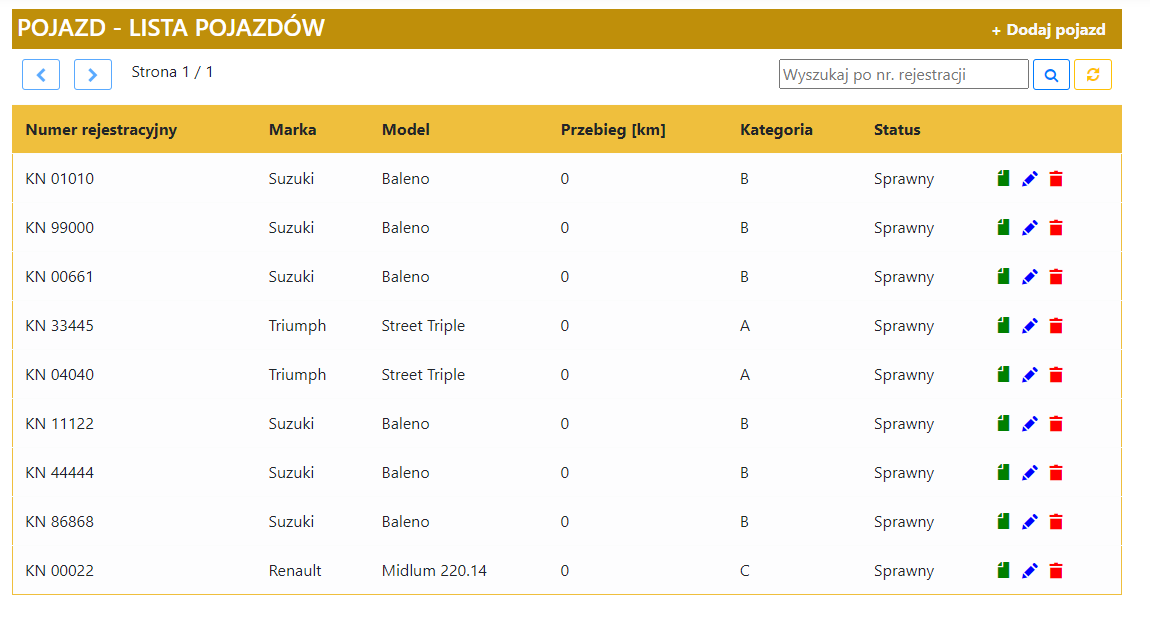 POJAZD - LISTA POJAZDÓW
+ Dodaj pojazd
Strona 1 / 1
Wyszukaj po nr. rejestracji
Numer rejestracyjny Marka Model Przebieg [km] Kategoria Status
KN 01010 Suzuki Baleno 0 B Sprawny
KN 99000 Suzuki Baleno 0 B Sprawny
KN 00661 Suzuki Baleno 0 B Sprawny
KN 33445 Triumph Street Triple 0 A Sprawny
KN 04040 Triumph Street Triple 0 A Sprawny
KN 11122 Suzuki Baleno 0 B Sprawny
KN 44444 Suzuki Baleno 0 B Sprawny
KN 86868 Suzuki Baleno 0 B Sprawny
KN 00022 Renault Midlum 220.14 0 C Sprawny